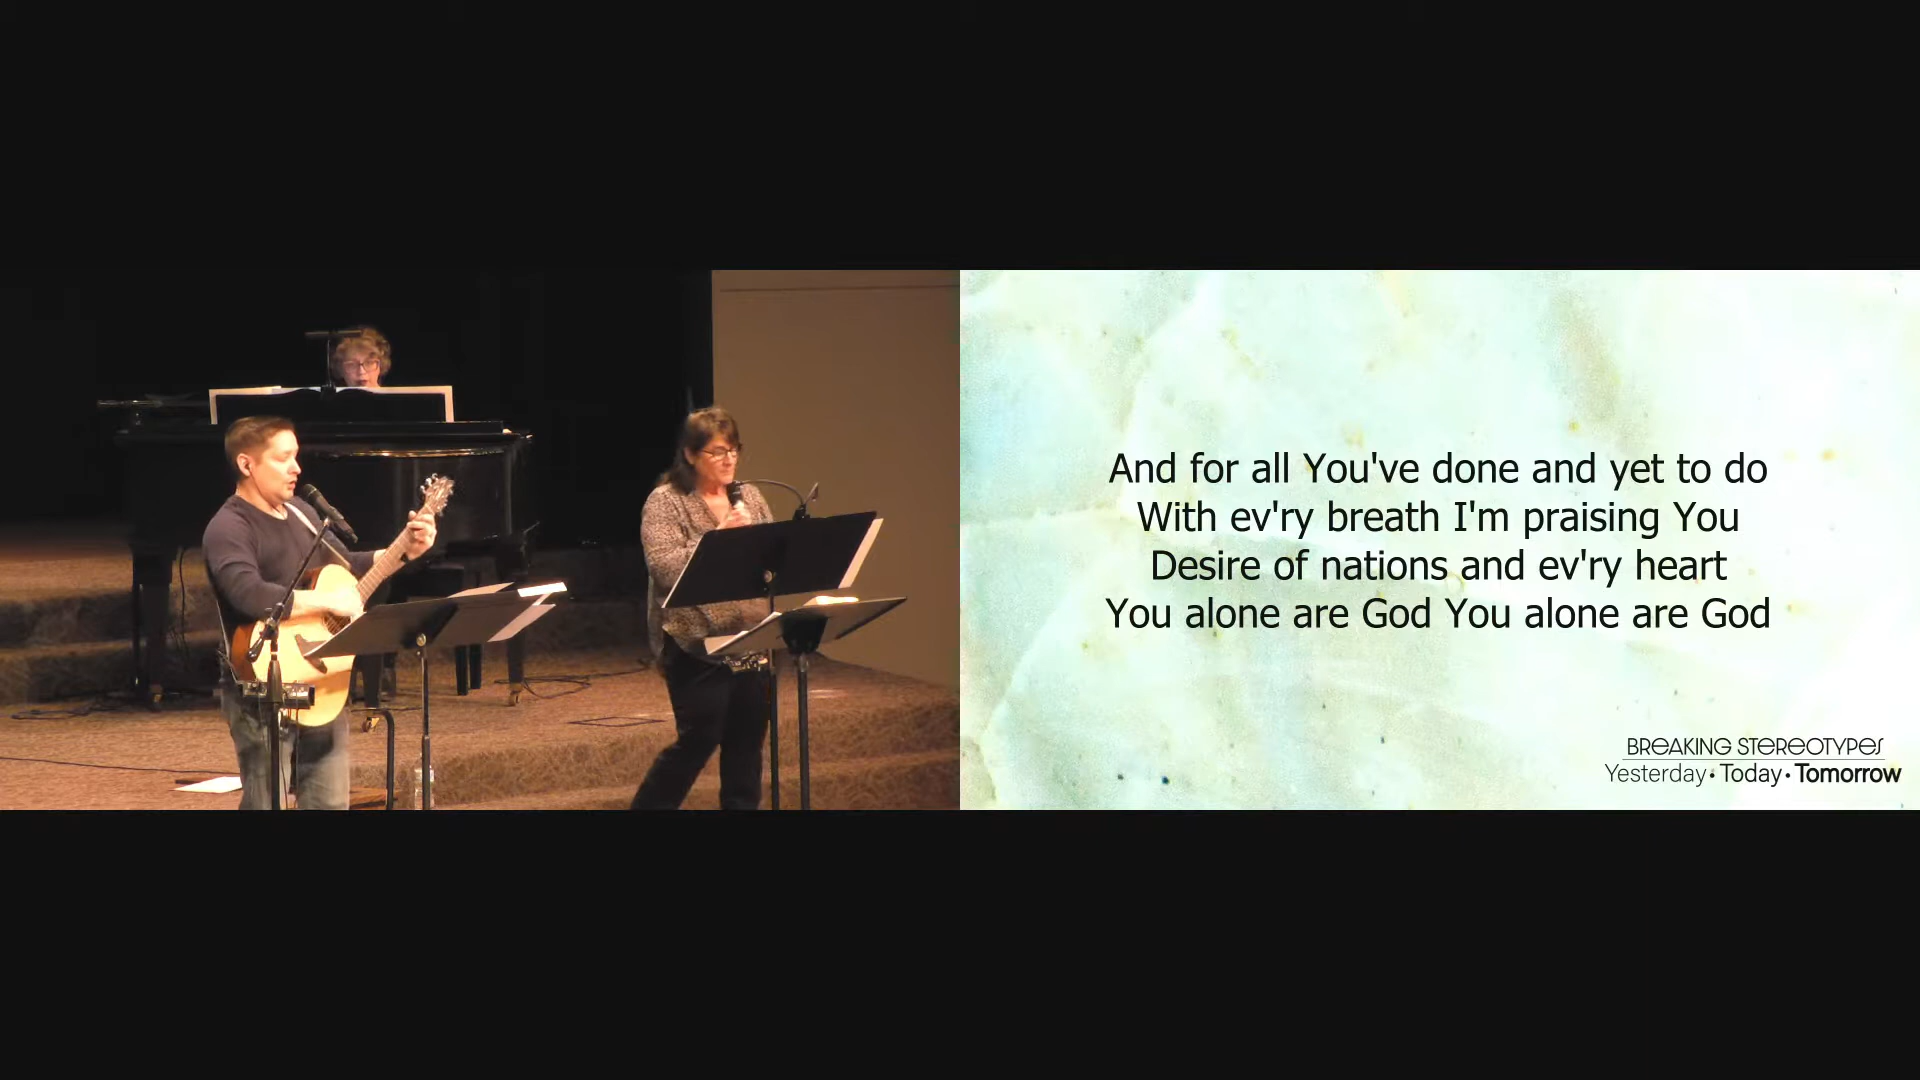 And for all You've done and yet to do
With ev'ry breath I'm praising You
Desire of nations and ev'ry heart
You alone are God You alone are God
BREAKING STEREOTYPES
Yesterday • Today • Tomorrow